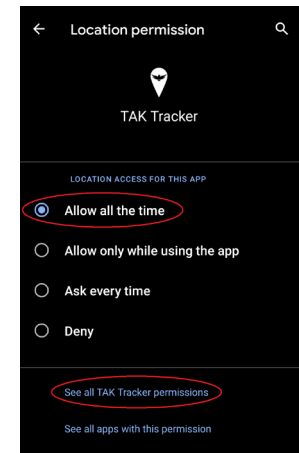 Location permission
TAK Tracker
LOCATION ACCESS FOR THIS APP
Allow all the time
Allow only while using the app
Ask every time
Deny
See all TAK Tracker permissions
See all apps with this permission